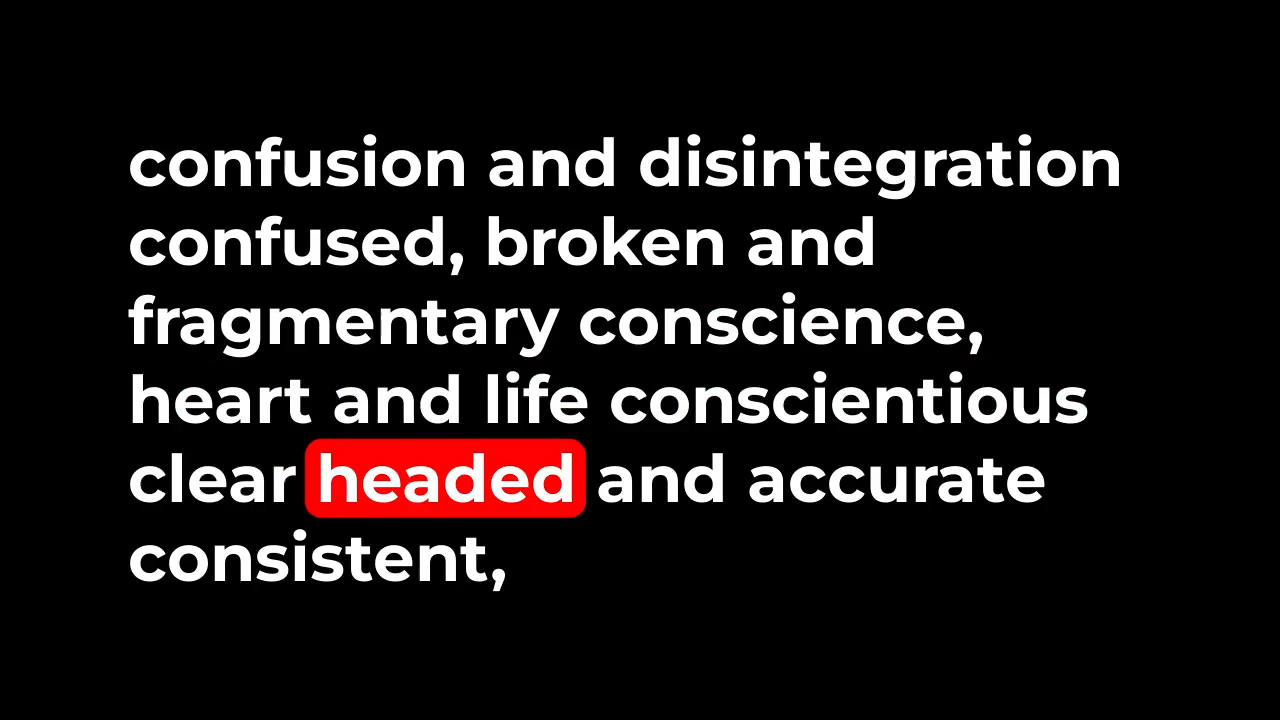 confusion and disintegration
confused, broken and
fragmentary conscience,
heart and life conscientious
clear headed and accurate
consistent,